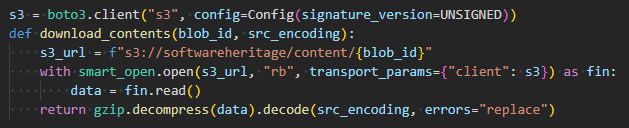 s3 = boto3.client("s3", config=Config(signature_version=UNSIGNED))
def download_contents(blob_id, src_encoding):
    s3_url = f"s3://softwareheritage/content/{blob_id}"
    with smart_open.open(s3_url, "rb", transport_params={"client": s3}) as fin:
        data = fin.read()
    return gzip.decompress(data).decode(src_encoding, errors="replace")